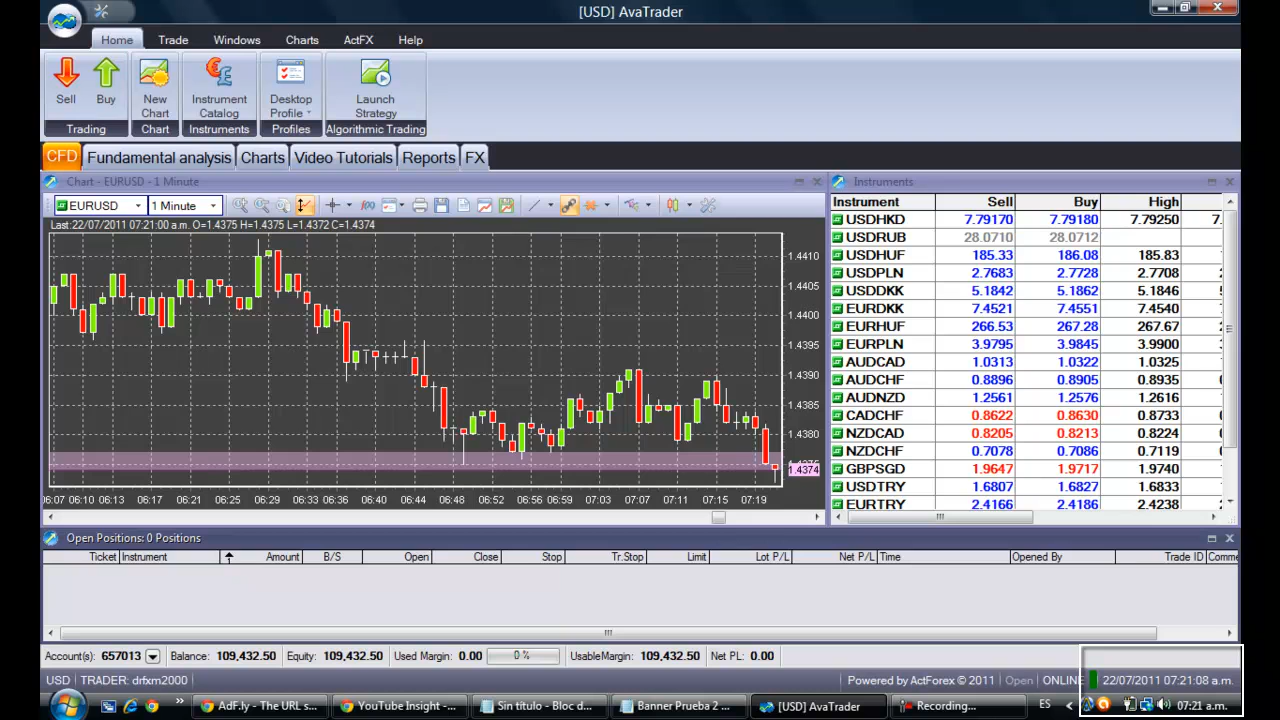 [USD] AvaTrader
Home Trade Windows Charts ActFX Help
Sell Buy New Chart Instrument Catalog Desktop Profile Launch Strategy
Trading Chart Instruments Profiles Algorithmic Trading
CFD Fundamental analysis Charts Video Tutorials Reports FX
Chart - EURUSD - 1 Minute
EURUSD 1 Minute
Last:22/07/2011 07:21:00 a.m. O=1.4375 H=1.4375 L=1.4372 C=1.4374
1.4410
1.4405
1.4400
1.4395
1.4390
1.4385
1.4380
1.4374
06:07 06:10 06:13 06:17 06:21 06:25 06:29 06:33 06:36 06:40 06:44 06:48 06:52 06:56 06:59 07:03 07:07 07:11 07:15 07:19
Instruments
Instrument Sell Buy High
USDHKD 7.79170 7.79180 7.79250 7.
USDRUB 28.0710 28.0712
USDHUF 185.33 186.08 185.83
USDPLN 2.7683 2.7728 2.7708
USDDKK 5.1842 5.1862 5.1846
EURDKK 7.4521 7.4551 7.4540
EURHUF 266.53 267.28 267.67
EURPLN 3.9795 3.9845 3.9900
AUDCAD 1.0313 1.0322 1.0325
AUDCHF 0.8896 0.8905 0.8935
AUDNZD 1.2561 1.2576 1.2616
CADCHF 0.8622 0.8630 0.8733
NZDCAD 0.8205 0.8213 0.8224
NZDCHF 0.7078 0.7086 0.7119
GBPSGD 1.9647 1.9717 1.9740
USDTRY 1.6807 1.6827 1.6833
EURTRY 2.4166 2.4186 2.4238
Open Positions: 0 Positions
Ticket Instrument Amount B/S Open Close Stop Tr.Stop Limit Lot P/L Net P/L Time Opened By Trade ID Comme
Account(s): 657013 Balance: 109,432.50 Equity: 109,432.50 Used Margin: 0.00 0 % UsableMargin: 109,432.50 Net PL: 0.00
USD TRADER: drfxm2000 Powered by ActForex © 2011 Open ONLINE 22/07/2011 07:21:08 a.m.
AdF.ly - The URL s... YouTube Insight -... Sin título - Bloc d... Banner Prueba 2 ... [USD] AvaTrader Recording... ES 07:21 a.m.